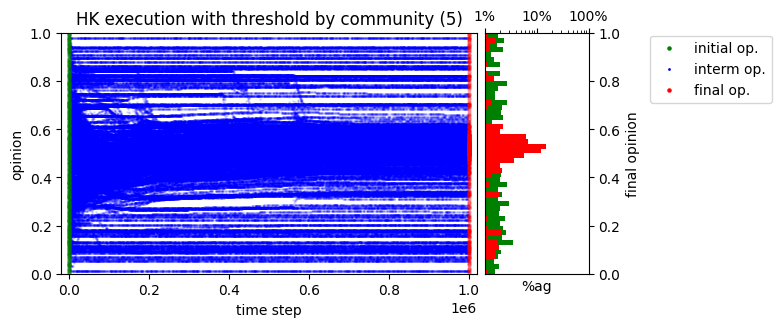 HK execution with threshold by community (5)
1% 10% 100%
1.0 1.0
0.8 0.8
0.6 0.6
0.4 0.4
0.2 0.2
0.0 0.0
opinion
final opinion
0.0 0.2 0.4 0.6 0.8 1.0
1e6
time step
%ag
initial op.
interm op.
final op.